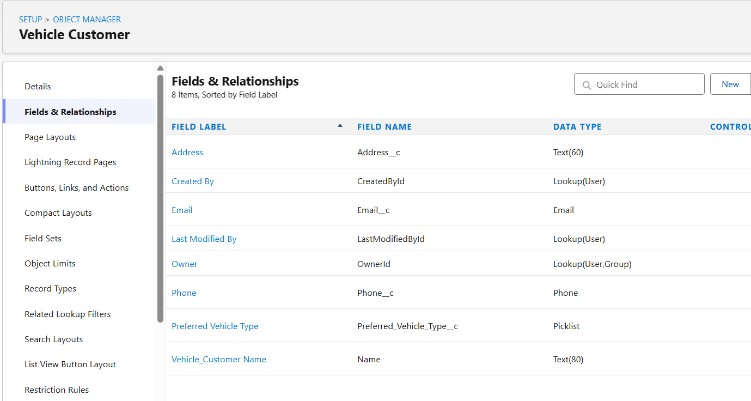 SETUP > OBJECT MANAGER
Vehicle Customer
Details
Fields & Relationships
Page Layouts
Lightning Record Pages
Buttons, Links, and Actions
Compact Layouts
Field Sets
Object Limits
Record Types
Related Lookup Filters
Search Layouts
List View Button Layout
Restriction Rules
Fields & Relationships
8 Items, Sorted by Field Label
Quick Find
New
FIELD LABEL FIELD NAME DATA TYPE CONTROL
Address Address__c Text(60)
Created By CreatedById Lookup(User)
Email Email__c Email
Last Modified By LastModifiedById Lookup(User)
Owner OwnerId Lookup(User,Group)
Phone Phone__c Phone
Preferred Vehicle Type Preferred_Vehicle_Type__c Picklist
Vehicle_Customer Name Name Text(80)